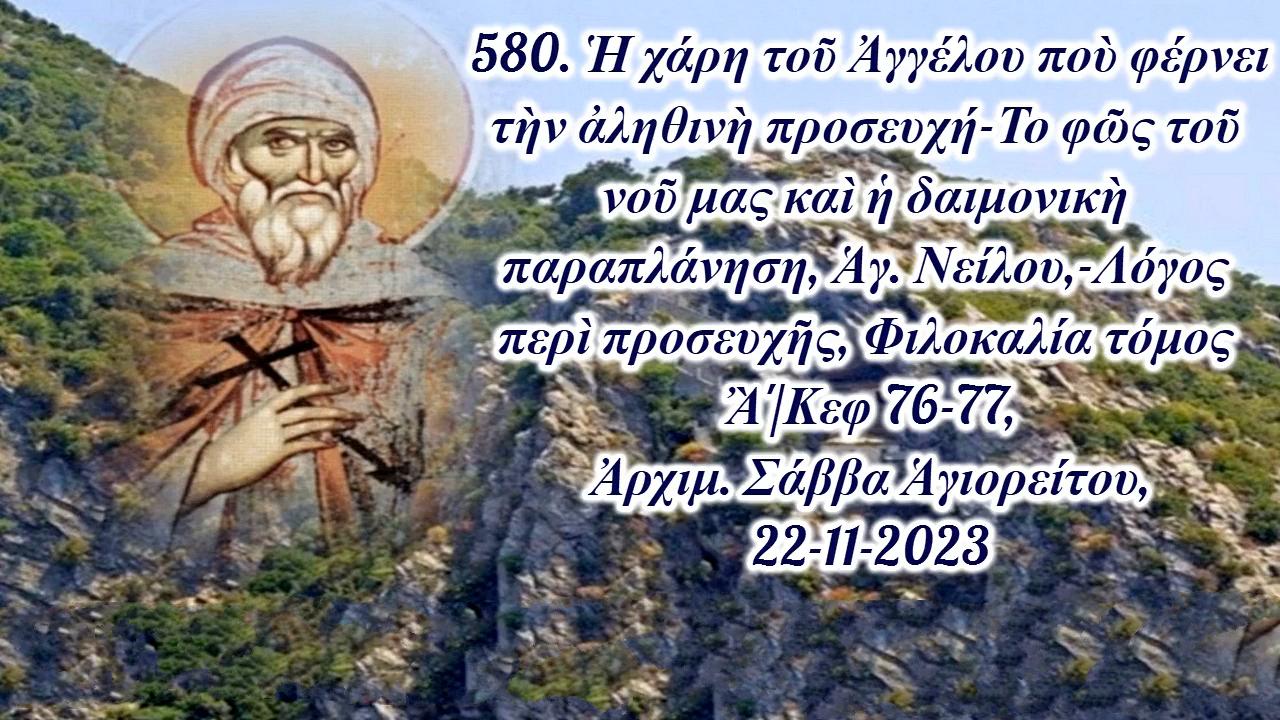 580. Ἡ χάρη τοῦ Ἀγγέλου ποὺ φέρνει
τὴν ἀληθινὴ προσευχή-Το φῶς τοῦ
νοῦ μας καὶ ἡ δαιμονικὴ
παραπλάνηση, Ἁγ. Νείλου,-Λόγος
περὶ προσευχῆς, Φιλοκαλία τόμος
Ἂ'|Κεφ 76-77,
Ἀρχιμ. Σάββα Ἁγιορείτου,
22-11-2023